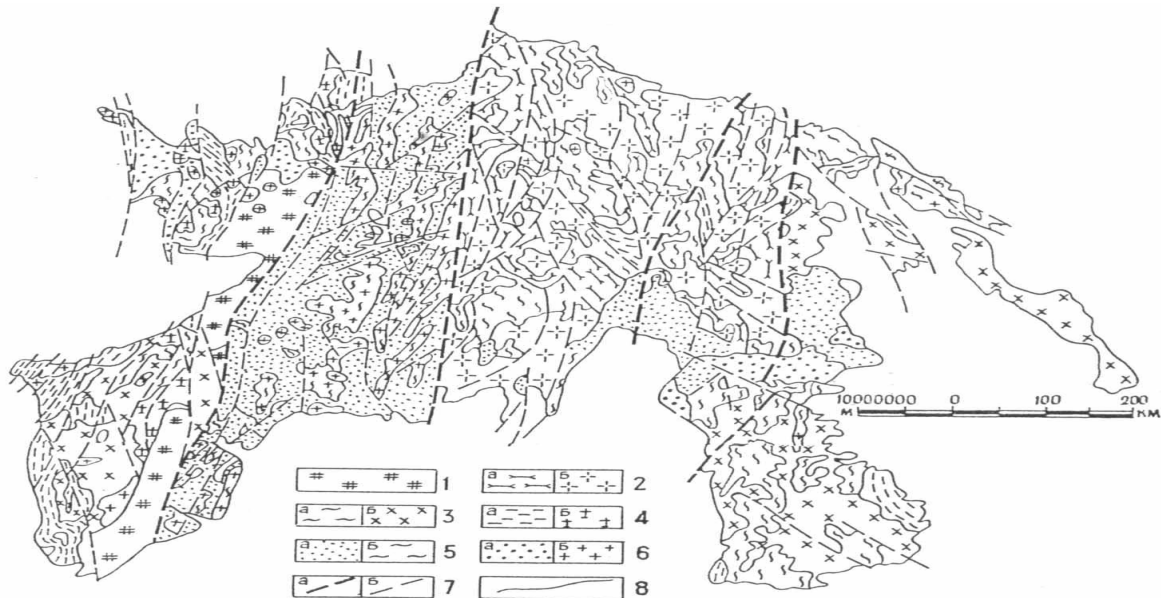 10000000 0 100 200
М КМ
1 а б 2
а б 3 а б 4
а б 5 а б 6
а б 7 8